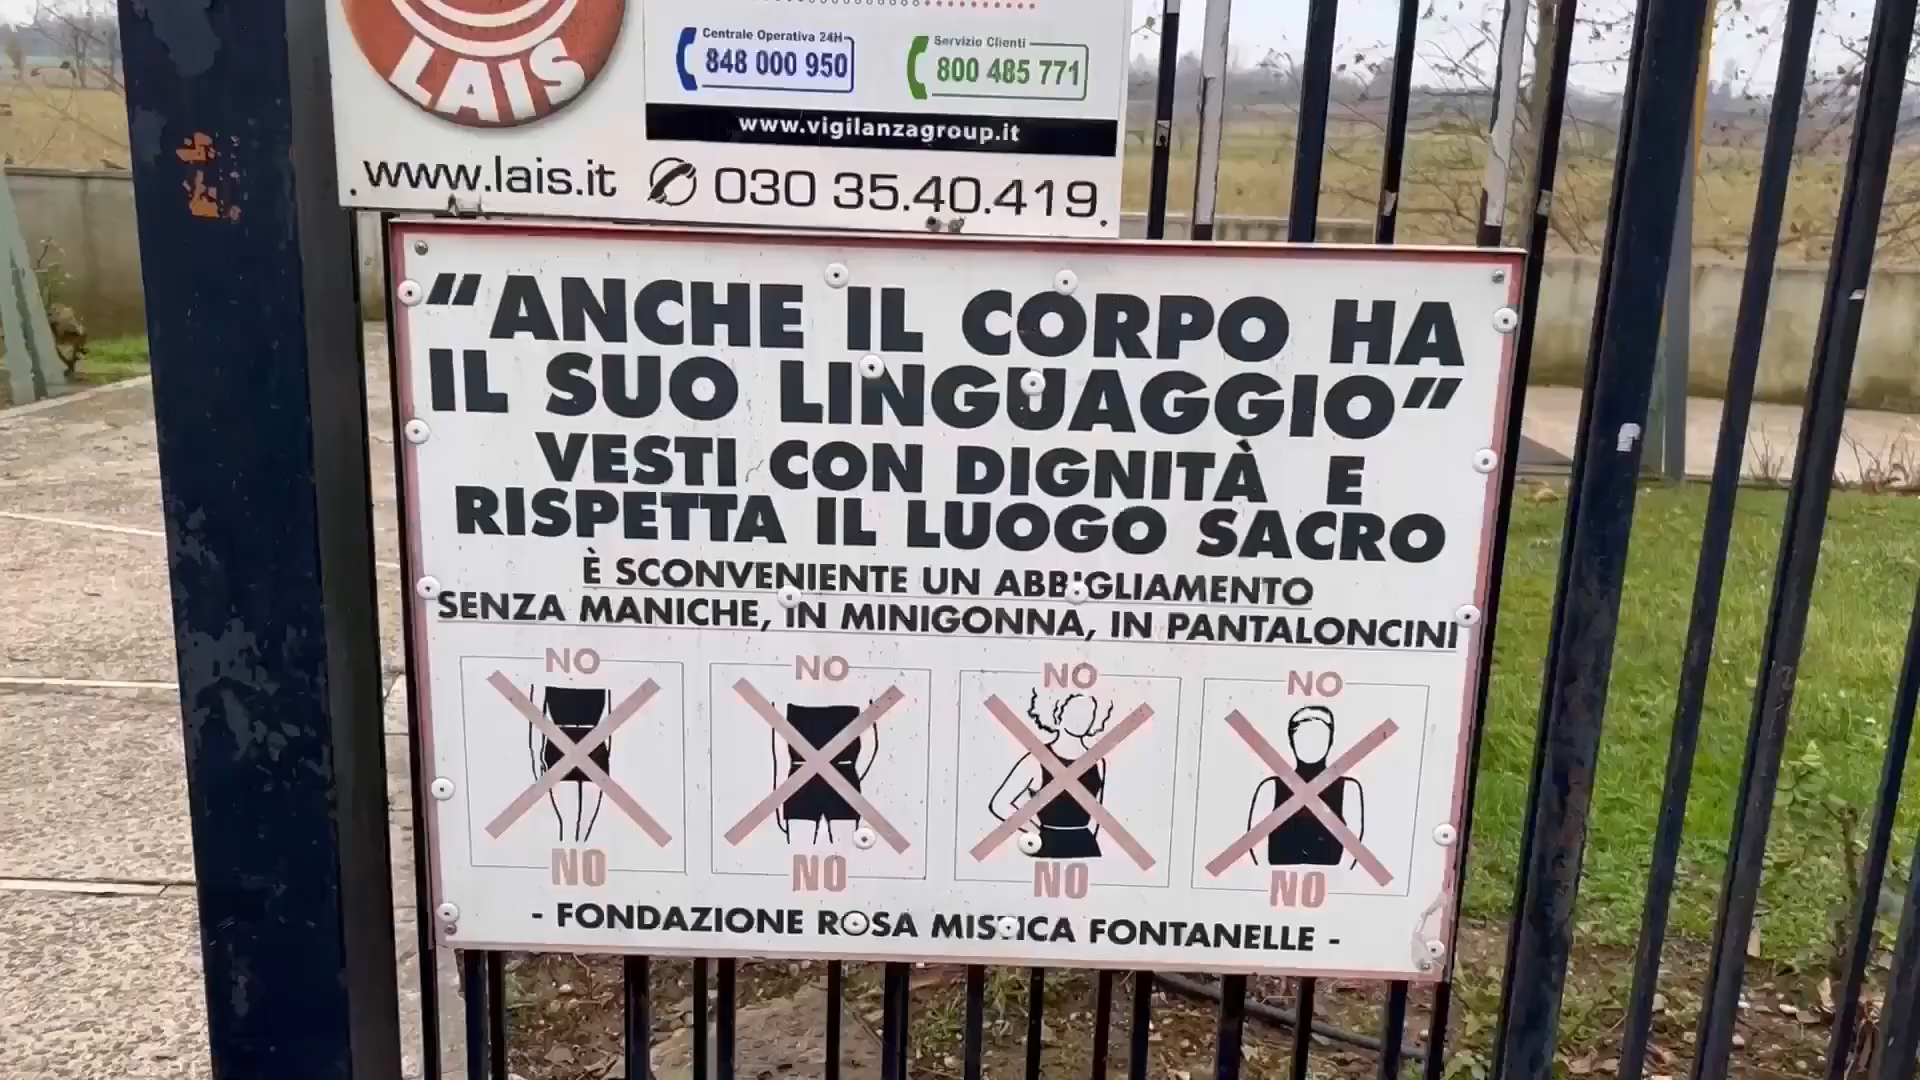 LAIS
Centrale Operativa 24H
848 000 950
Servizio Clienti
800 485 771
www.vigilanzagroup.it
www.lais.it 030 35.40.419
"ANCHE IL CORPO HA
IL SUO LINGUAGGIO"
VESTI CON DIGNITÀ E
RISPETTA IL LUOGO SACRO
È SCONVENIENTE UN ABBIGLIAMENTO
SENZA MANICHE, IN MINIGONNA, IN PANTALONCINI
NO NO NO NO
NO NO NO NO
- FONDAZIONE ROSA MISTICA FONTANELLE -